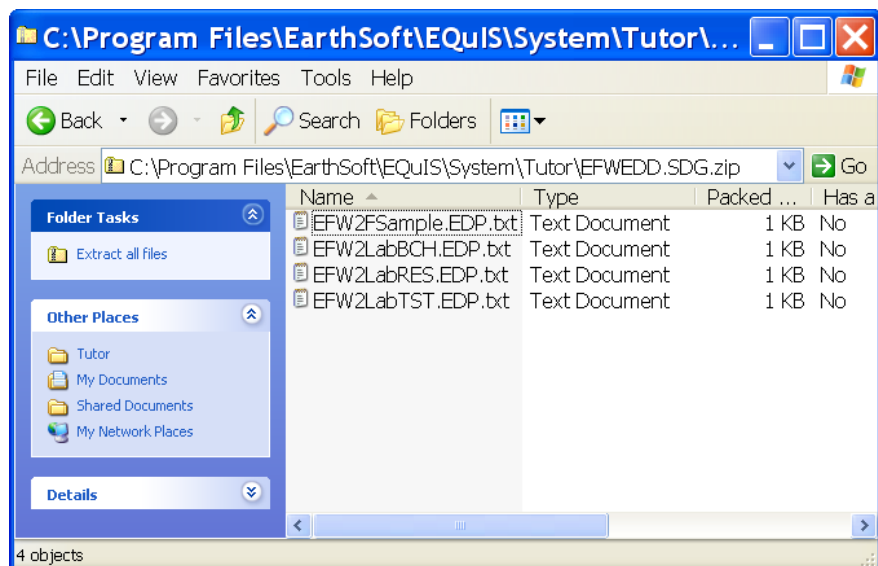 C:\Program Files\EarthSoft\EQuIS\System\Tutor\...
File Edit View Favorites Tools Help
Back Search Folders
Address C:\Program Files\EarthSoft\EQuIS\System\Tutor\EFWEDD.SDG.zip Go
Name Type Packed ... Has a
Folder Tasks
Extract all files
Other Places
Tutor
My Documents
Shared Documents
My Network Places
Details
EFW2FSample.EDP.txt Text Document 1 KB No
EFW2LabBCH.EDP.txt Text Document 1 KB No
EFW2LabRES.EDP.txt Text Document 1 KB No
EFW2LabTST.EDP.txt Text Document 1 KB No
4 objects